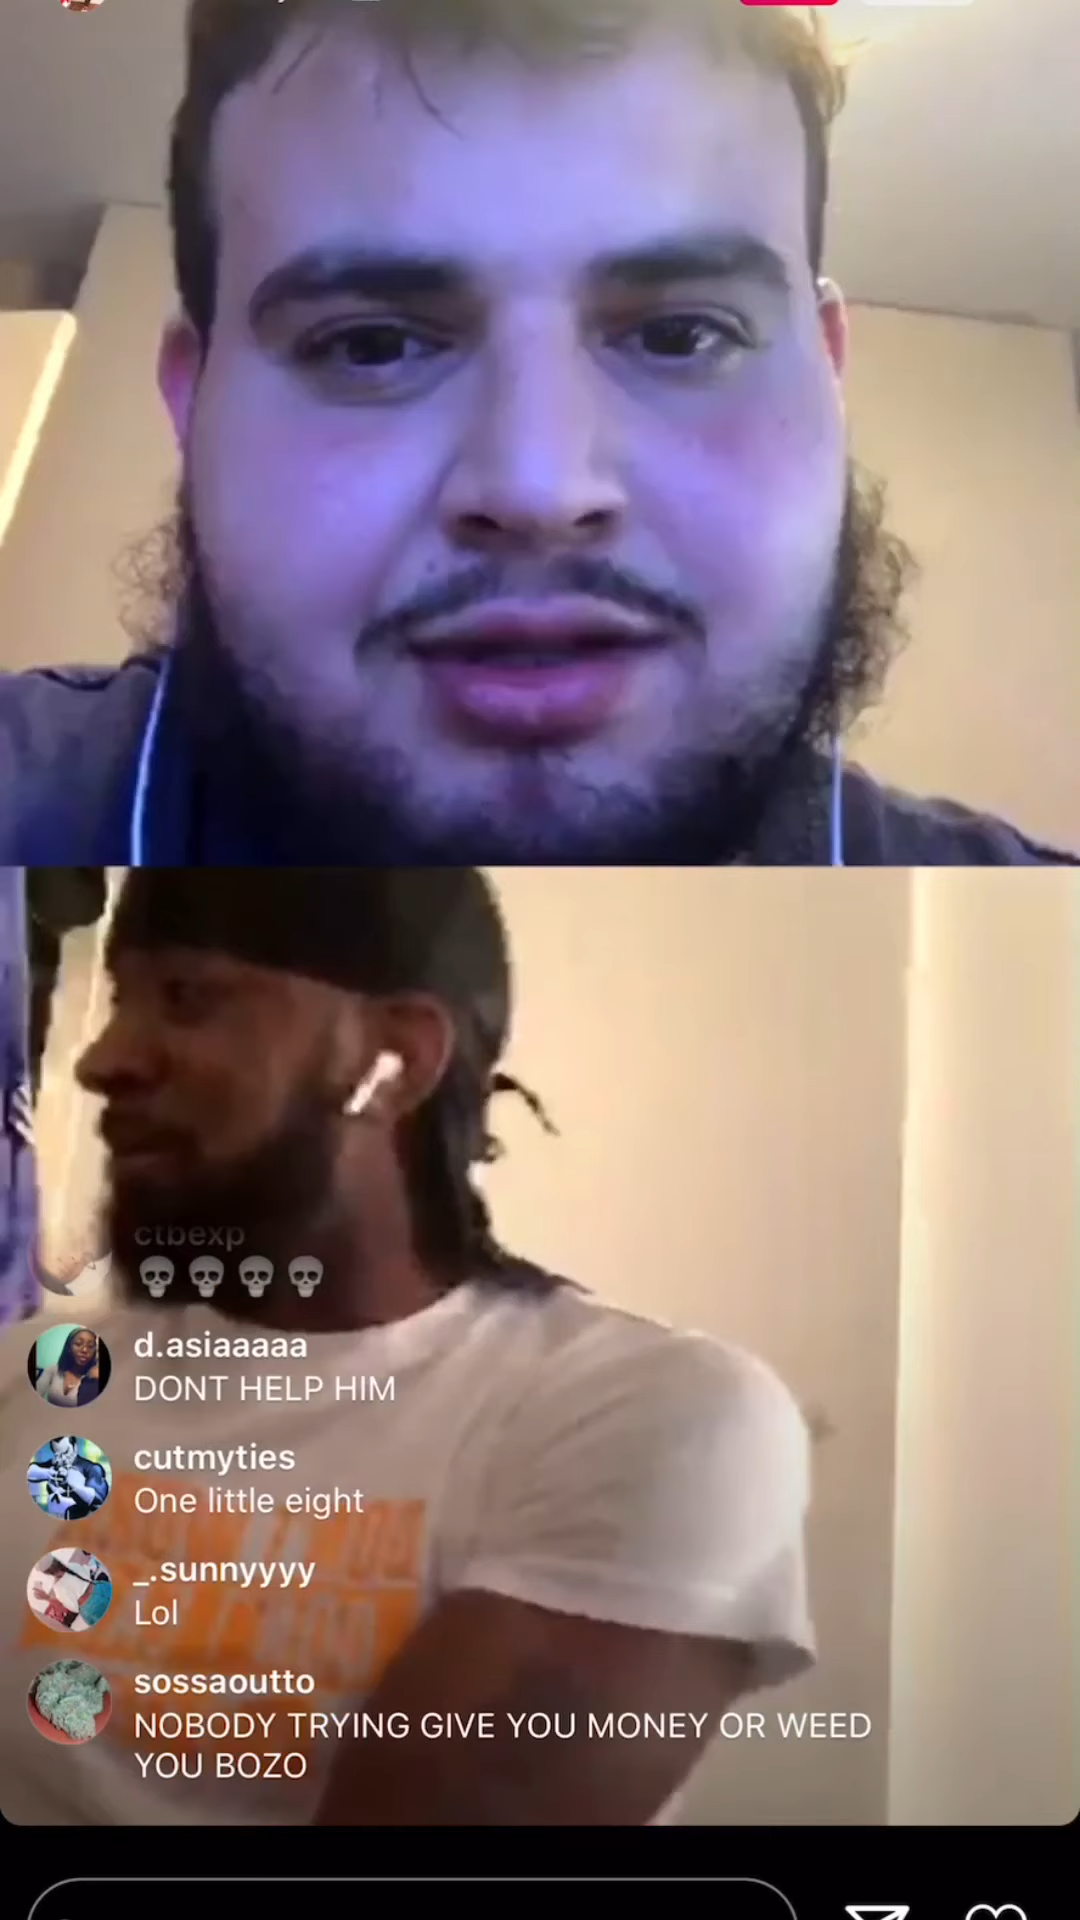 ctbexp
💀💀💀💀
d.asiaaaaa
DONT HELP HIM
cutmyties
One little eight
_.sunnyyyy
Lol
sossaoutto
NOBODY TRYING GIVE YOU MONEY OR WEED
YOU BOZO